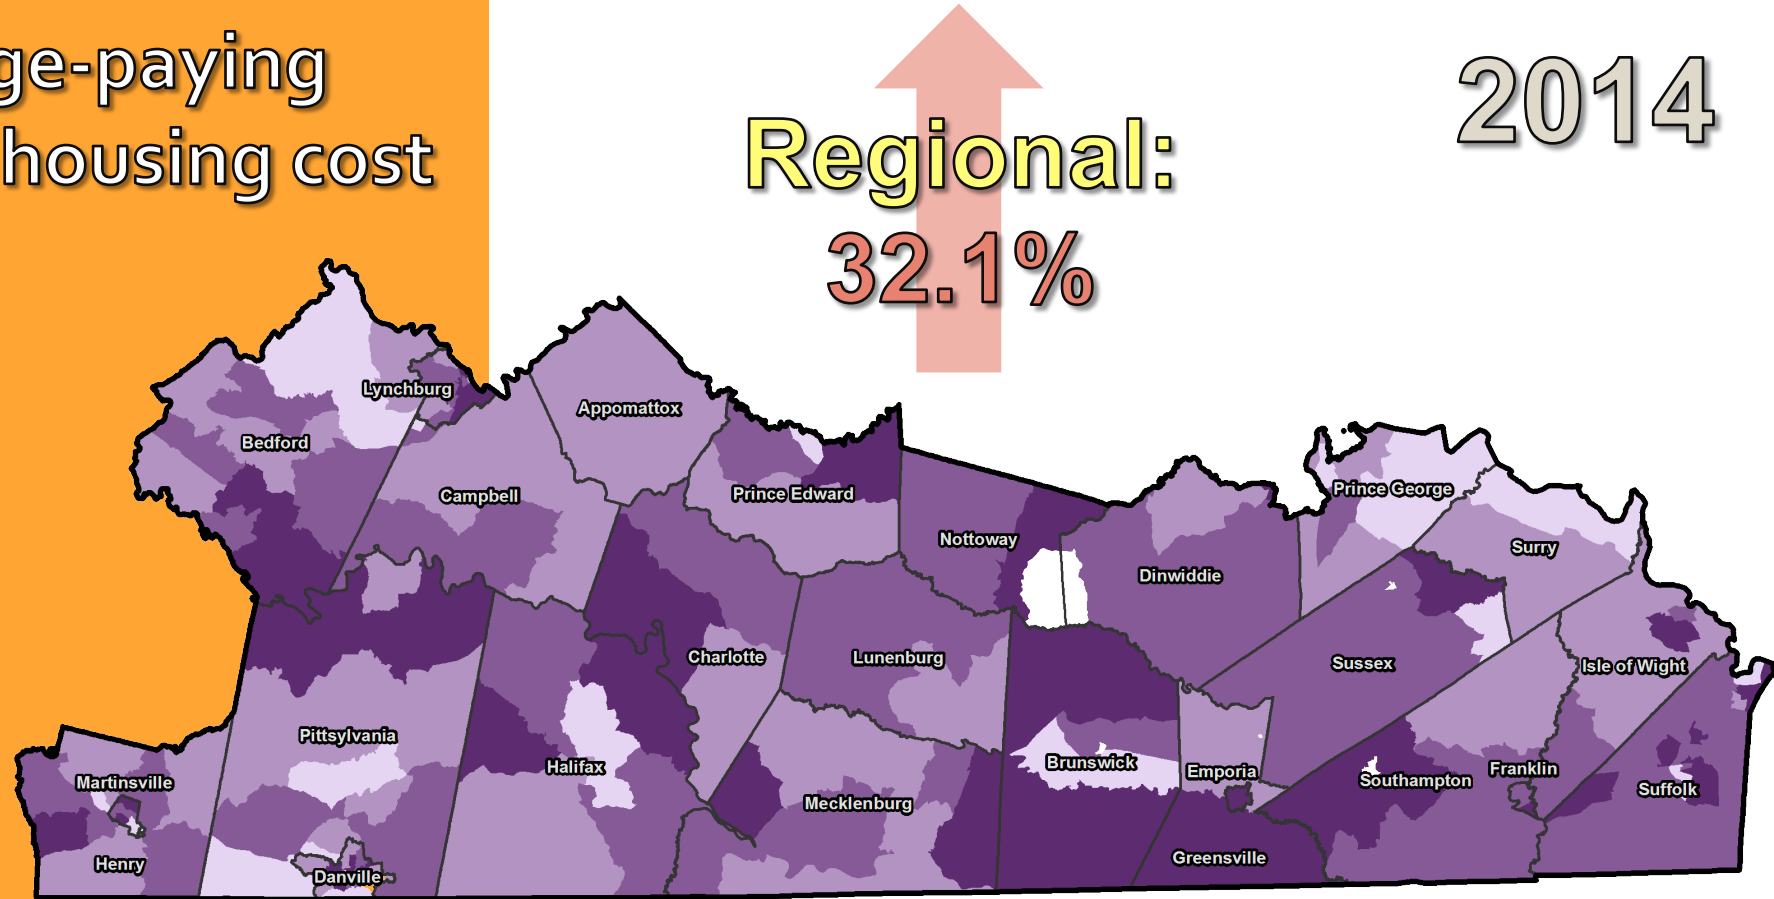 ge-paying
housing cost
Regional:
32.1%
2014
Lynchburg
Appomattox
Bedford
Campbell
Prince Edward
Prince George
Nottoway
Surry
Dinwiddie
Charlotte
Lunenburg
Sussex
Isle of Wight
Pittsylvania
Halifax
Brunswick
Emporia
Southampton
Franklin
Martinsville
Mecklenburg
Suffolk
Henry
Greensville
Danville